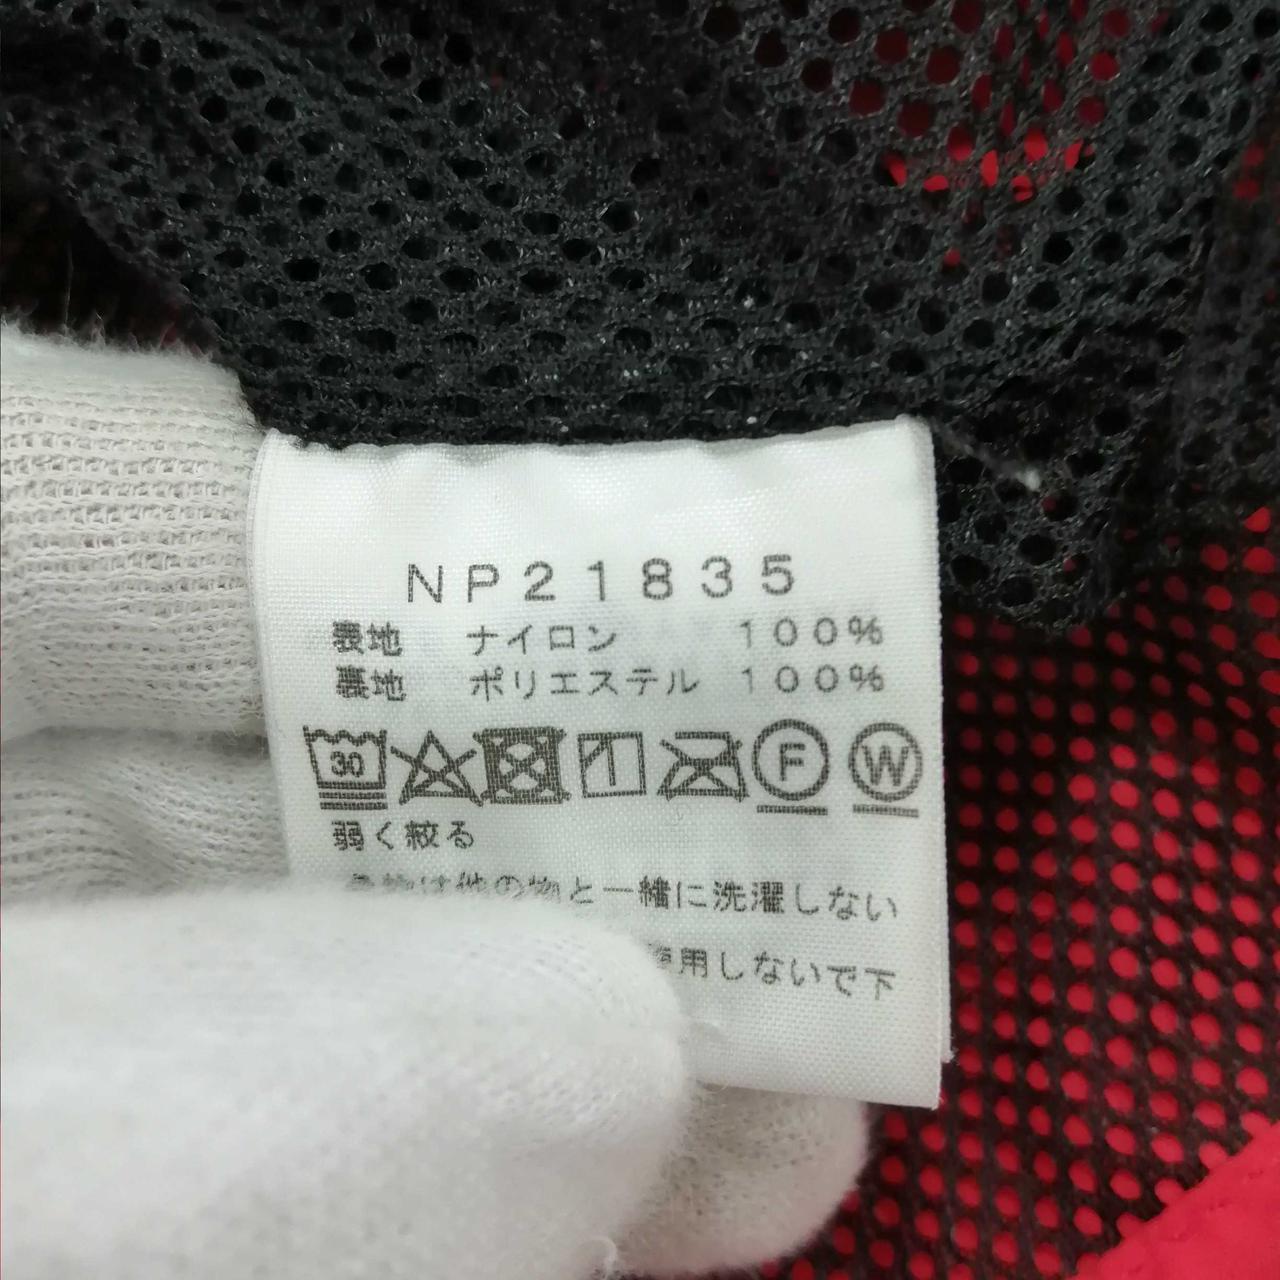 NP21835
表地 ナイロン 100%
裏地 ポリエステル 100%
30 F W
弱く絞る
は他の物と一緒に洗濯しない
使用しないで下